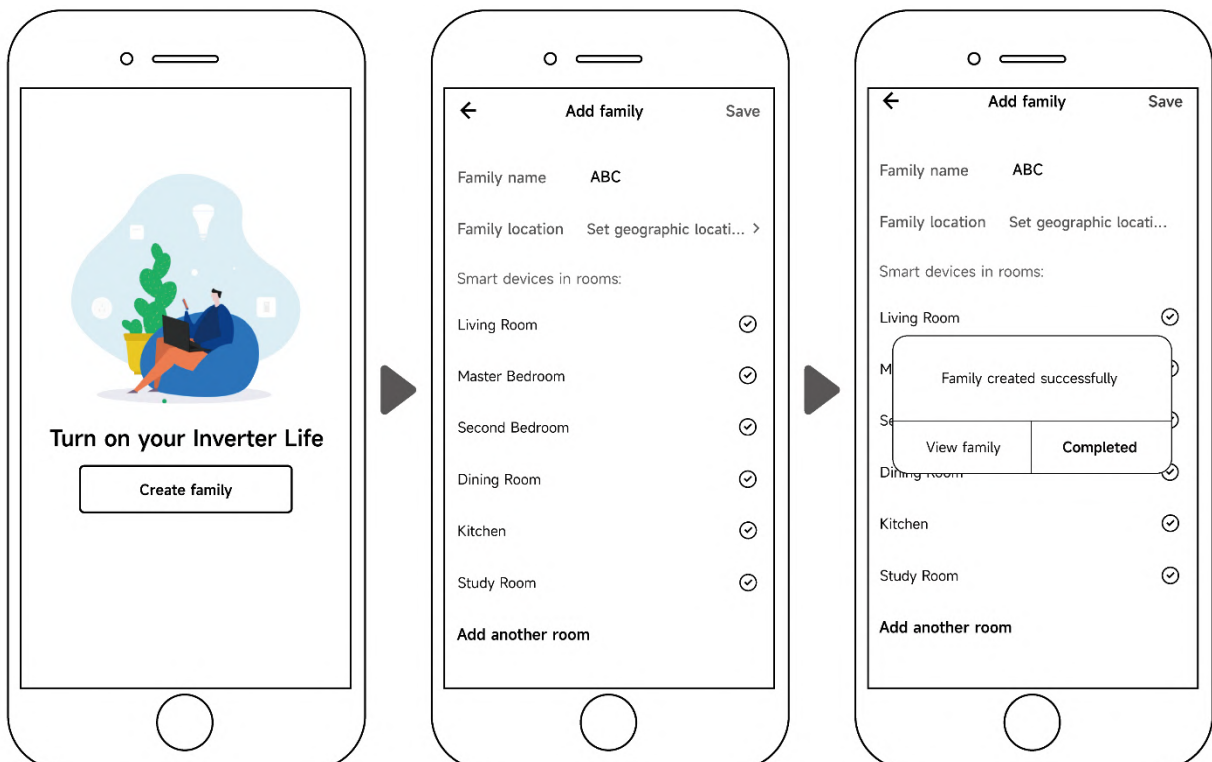 Turn on your Inverter Life
Create family
Add family Save
Family name ABC
Family location Set geographic locati...
Smart devices in rooms:
Living Room
Master Bedroom
Second Bedroom
Dining Room
Kitchen
Study Room
Add another room
Add family Save
Family name ABC
Family location Set geographic locati...
Smart devices in rooms:
Living Room
M
Family created successfully
Se
View family Completed
Dining Room
Kitchen
Study Room
Add another room